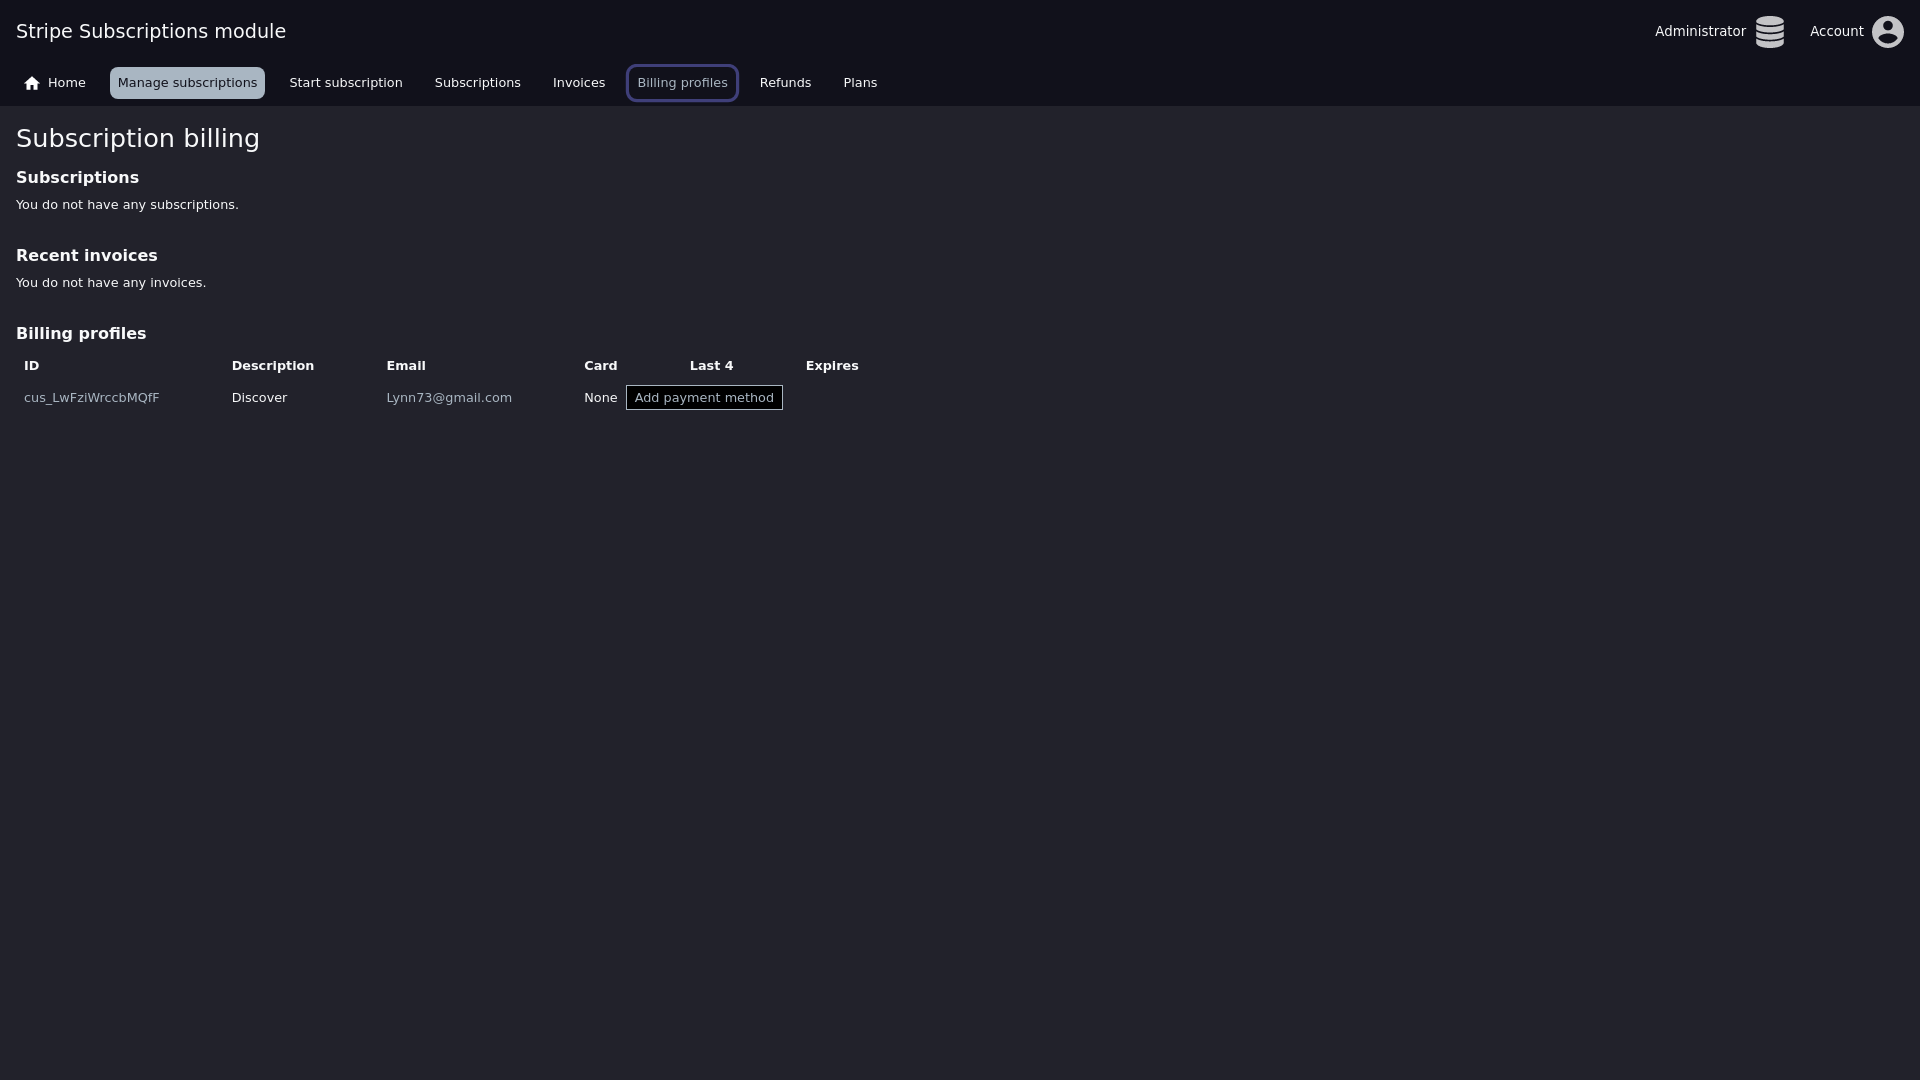 Stripe Subscriptions module
Administrator
Account
Home Manage subscriptions Start subscription Subscriptions Invoices Billing profiles Refunds Plans
Subscription billing
Subscriptions
You do not have any subscriptions.
Recent invoices
You do not have any invoices.
Billing profiles
ID Description Email Card Last 4 Expires
cus_LwFziWrccbMQfF Discover Lynn73@gmail.com None Add payment method